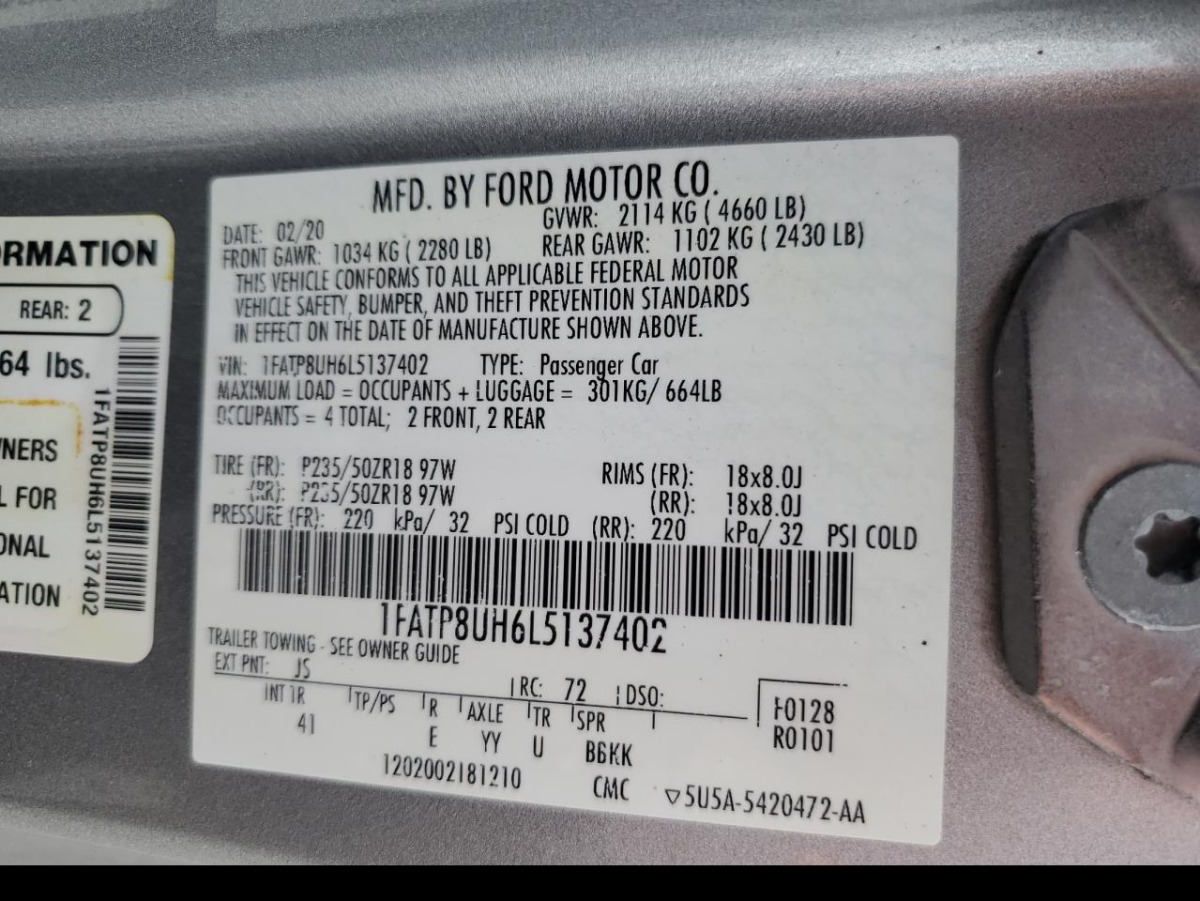 RMATION
REAR: 2
64 lbs.
NERS
L FOR
ONAL
ATION
1FATP8UH6L5137402
MFD. BY FORD MOTOR CO.
DATE: 02/20
GVWR: 2114 KG ( 4660 LB)
FRONT GAWR: 1034 KG ( 2280 LB)
REAR GAWR: 1102 KG ( 2430 LB)
THIS VEHICLE CONFORMS TO ALL APPLICABLE FEDERAL MOTOR
VEHICLE SAFETY, BUMPER, AND THEFT PREVENTION STANDARDS
IN EFFECT ON THE DATE OF MANUFACTURE SHOWN ABOVE.
VIN: 1FATP8UH6L5137402 TYPE: Passenger Car
MAXIMUM LOAD = OCCUPANTS + LUGGAGE = 301KG/ 664LB
OCCUPANTS = 4 TOTAL; 2 FRONT, 2 REAR
TIRE (FR): P235/50ZR18 97W RIMS (FR): 18x8.0J
(RR): P235/50ZR18 97W (RR): 18x8.0J
PRESSURE (FR): 220 kPa/ 32 PSI COLD (RR): 220 kPa/ 32 PSI COLD
1FATP8UH6L5137402
TRAILER TOWING - SEE OWNER GUIDE
EXT PNT: JS RC: 72 DSO:
INT TR TP/PS R AXLE TR SPR
41 E YY U B6KK
F0128
R0101
1202002181210 CMC ▽5U5A-5420472-AA